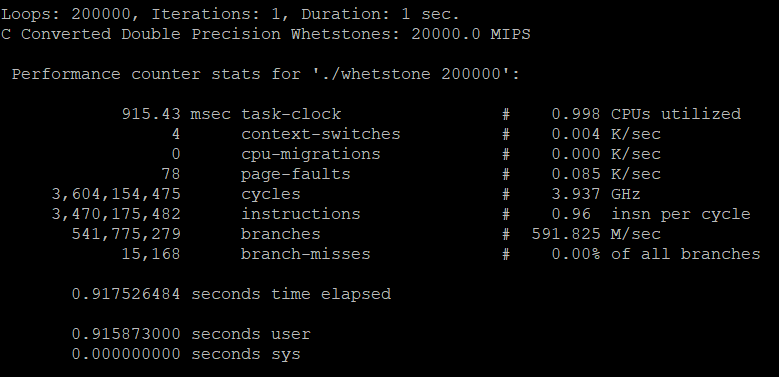 Loops: 200000, Iterations: 1, Duration: 1 sec.
C Converted Double Precision Whetstones: 20000.0 MIPS
Performance counter stats for './whetstone 200000':
915.43 msec task-clock # 0.998 CPUs utilized
4 context-switches # 0.004 K/sec
0 cpu-migrations # 0.000 K/sec
78 page-faults # 0.085 K/sec
3,604,154,475 cycles # 3.937 GHz
3,470,175,482 instructions # 0.96 insn per cycle
541,775,279 branches # 591.825 M/sec
15,168 branch-misses # 0.00% of all branches
0.917526484 seconds time elapsed
0.915873000 seconds user
0.000000000 seconds sys